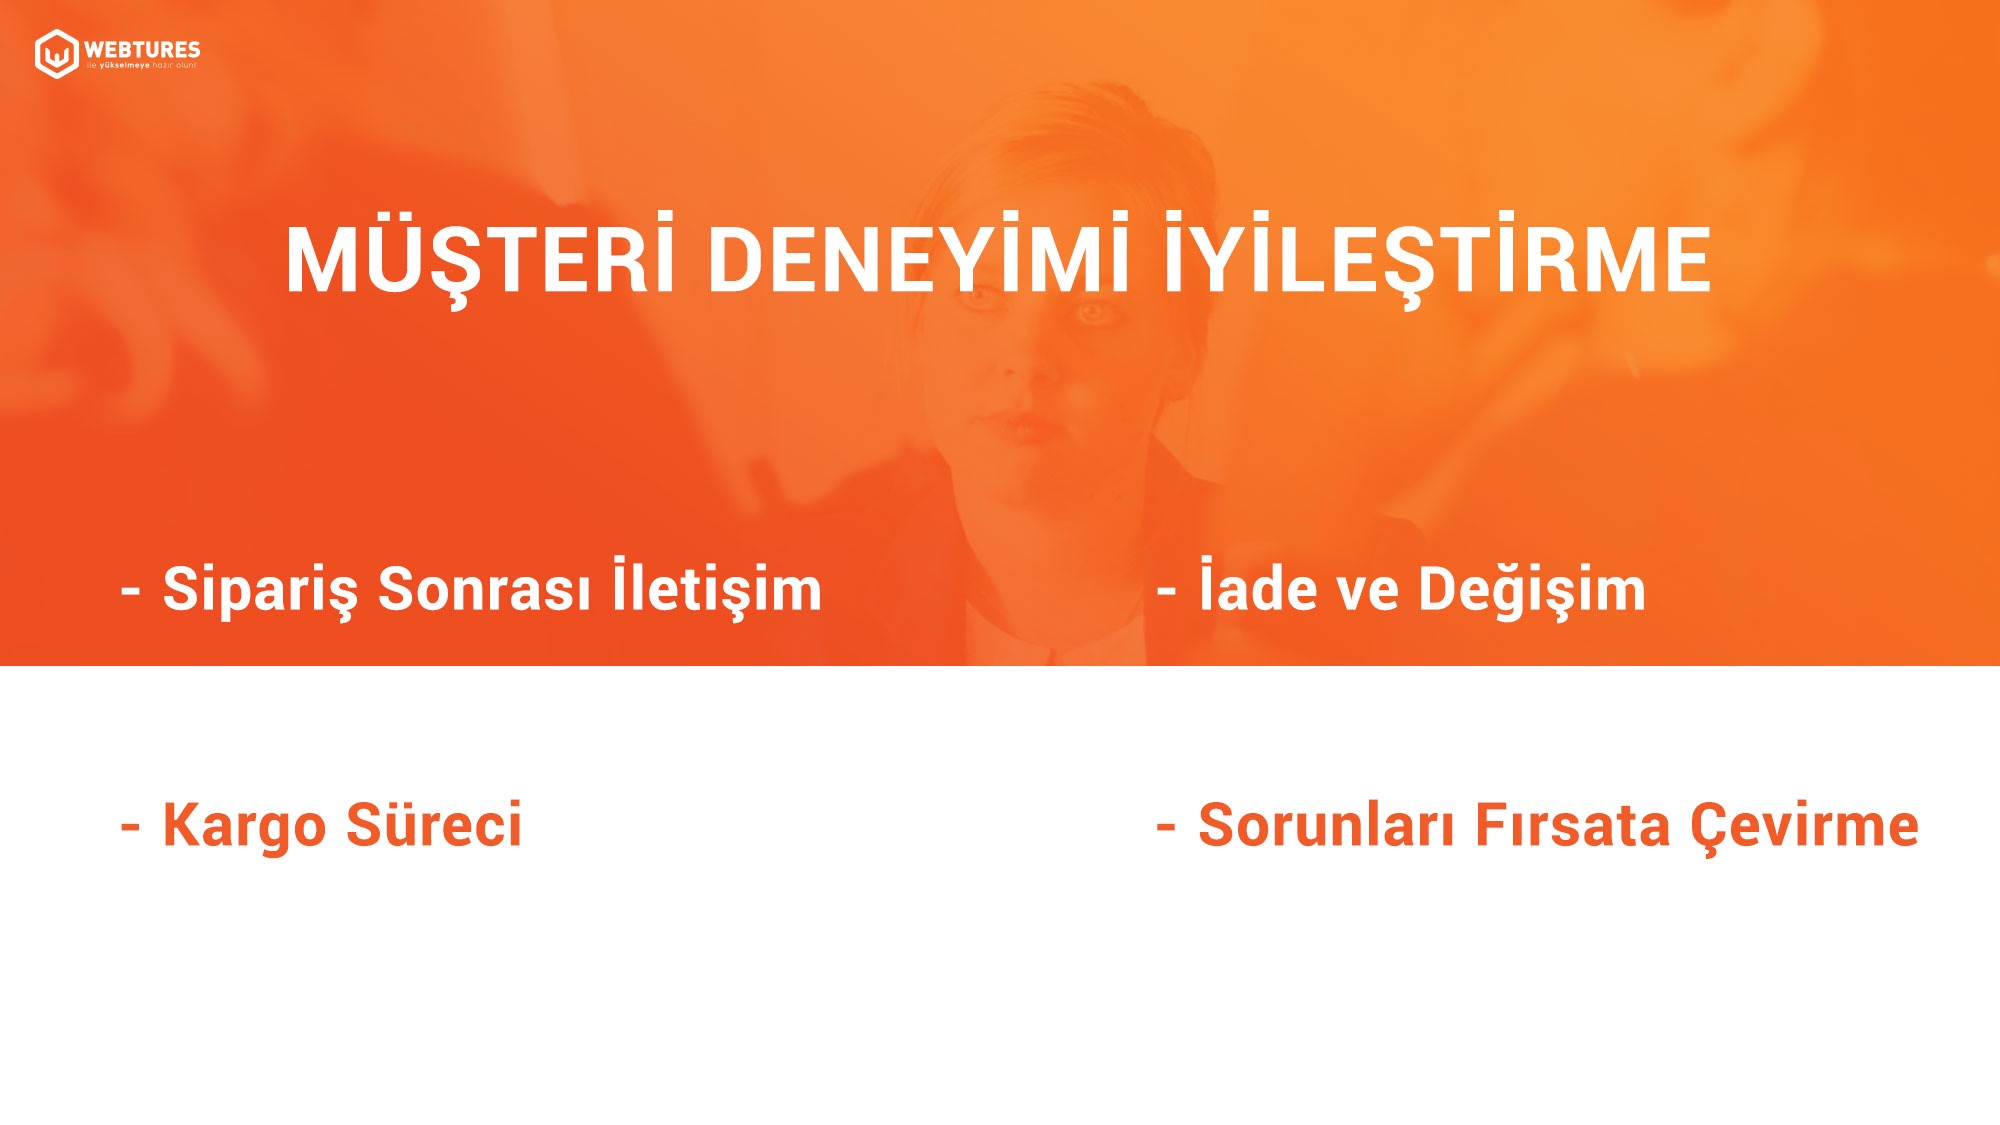 WEBTURES
ile yükselmeye hazır olun!
MÜŞTERİ DENEYİMİ İYİLEŞTİRME
- Sipariş Sonrası İletişim
- İade ve Değişim
- Kargo Süreci
- Sorunları Fırsata Çevirme